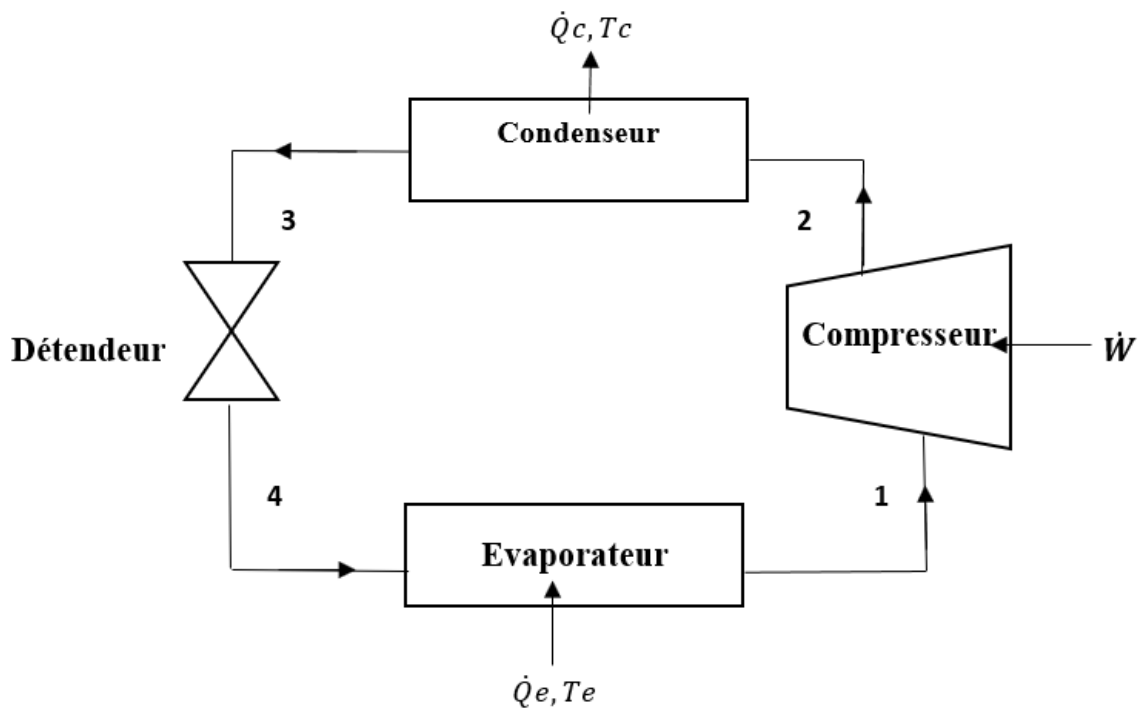 Q̇c, Tc
Condenseur
3
2
Détendeur
Compresseur
Ẇ
4
1
Evaporateur
Q̇e, Te